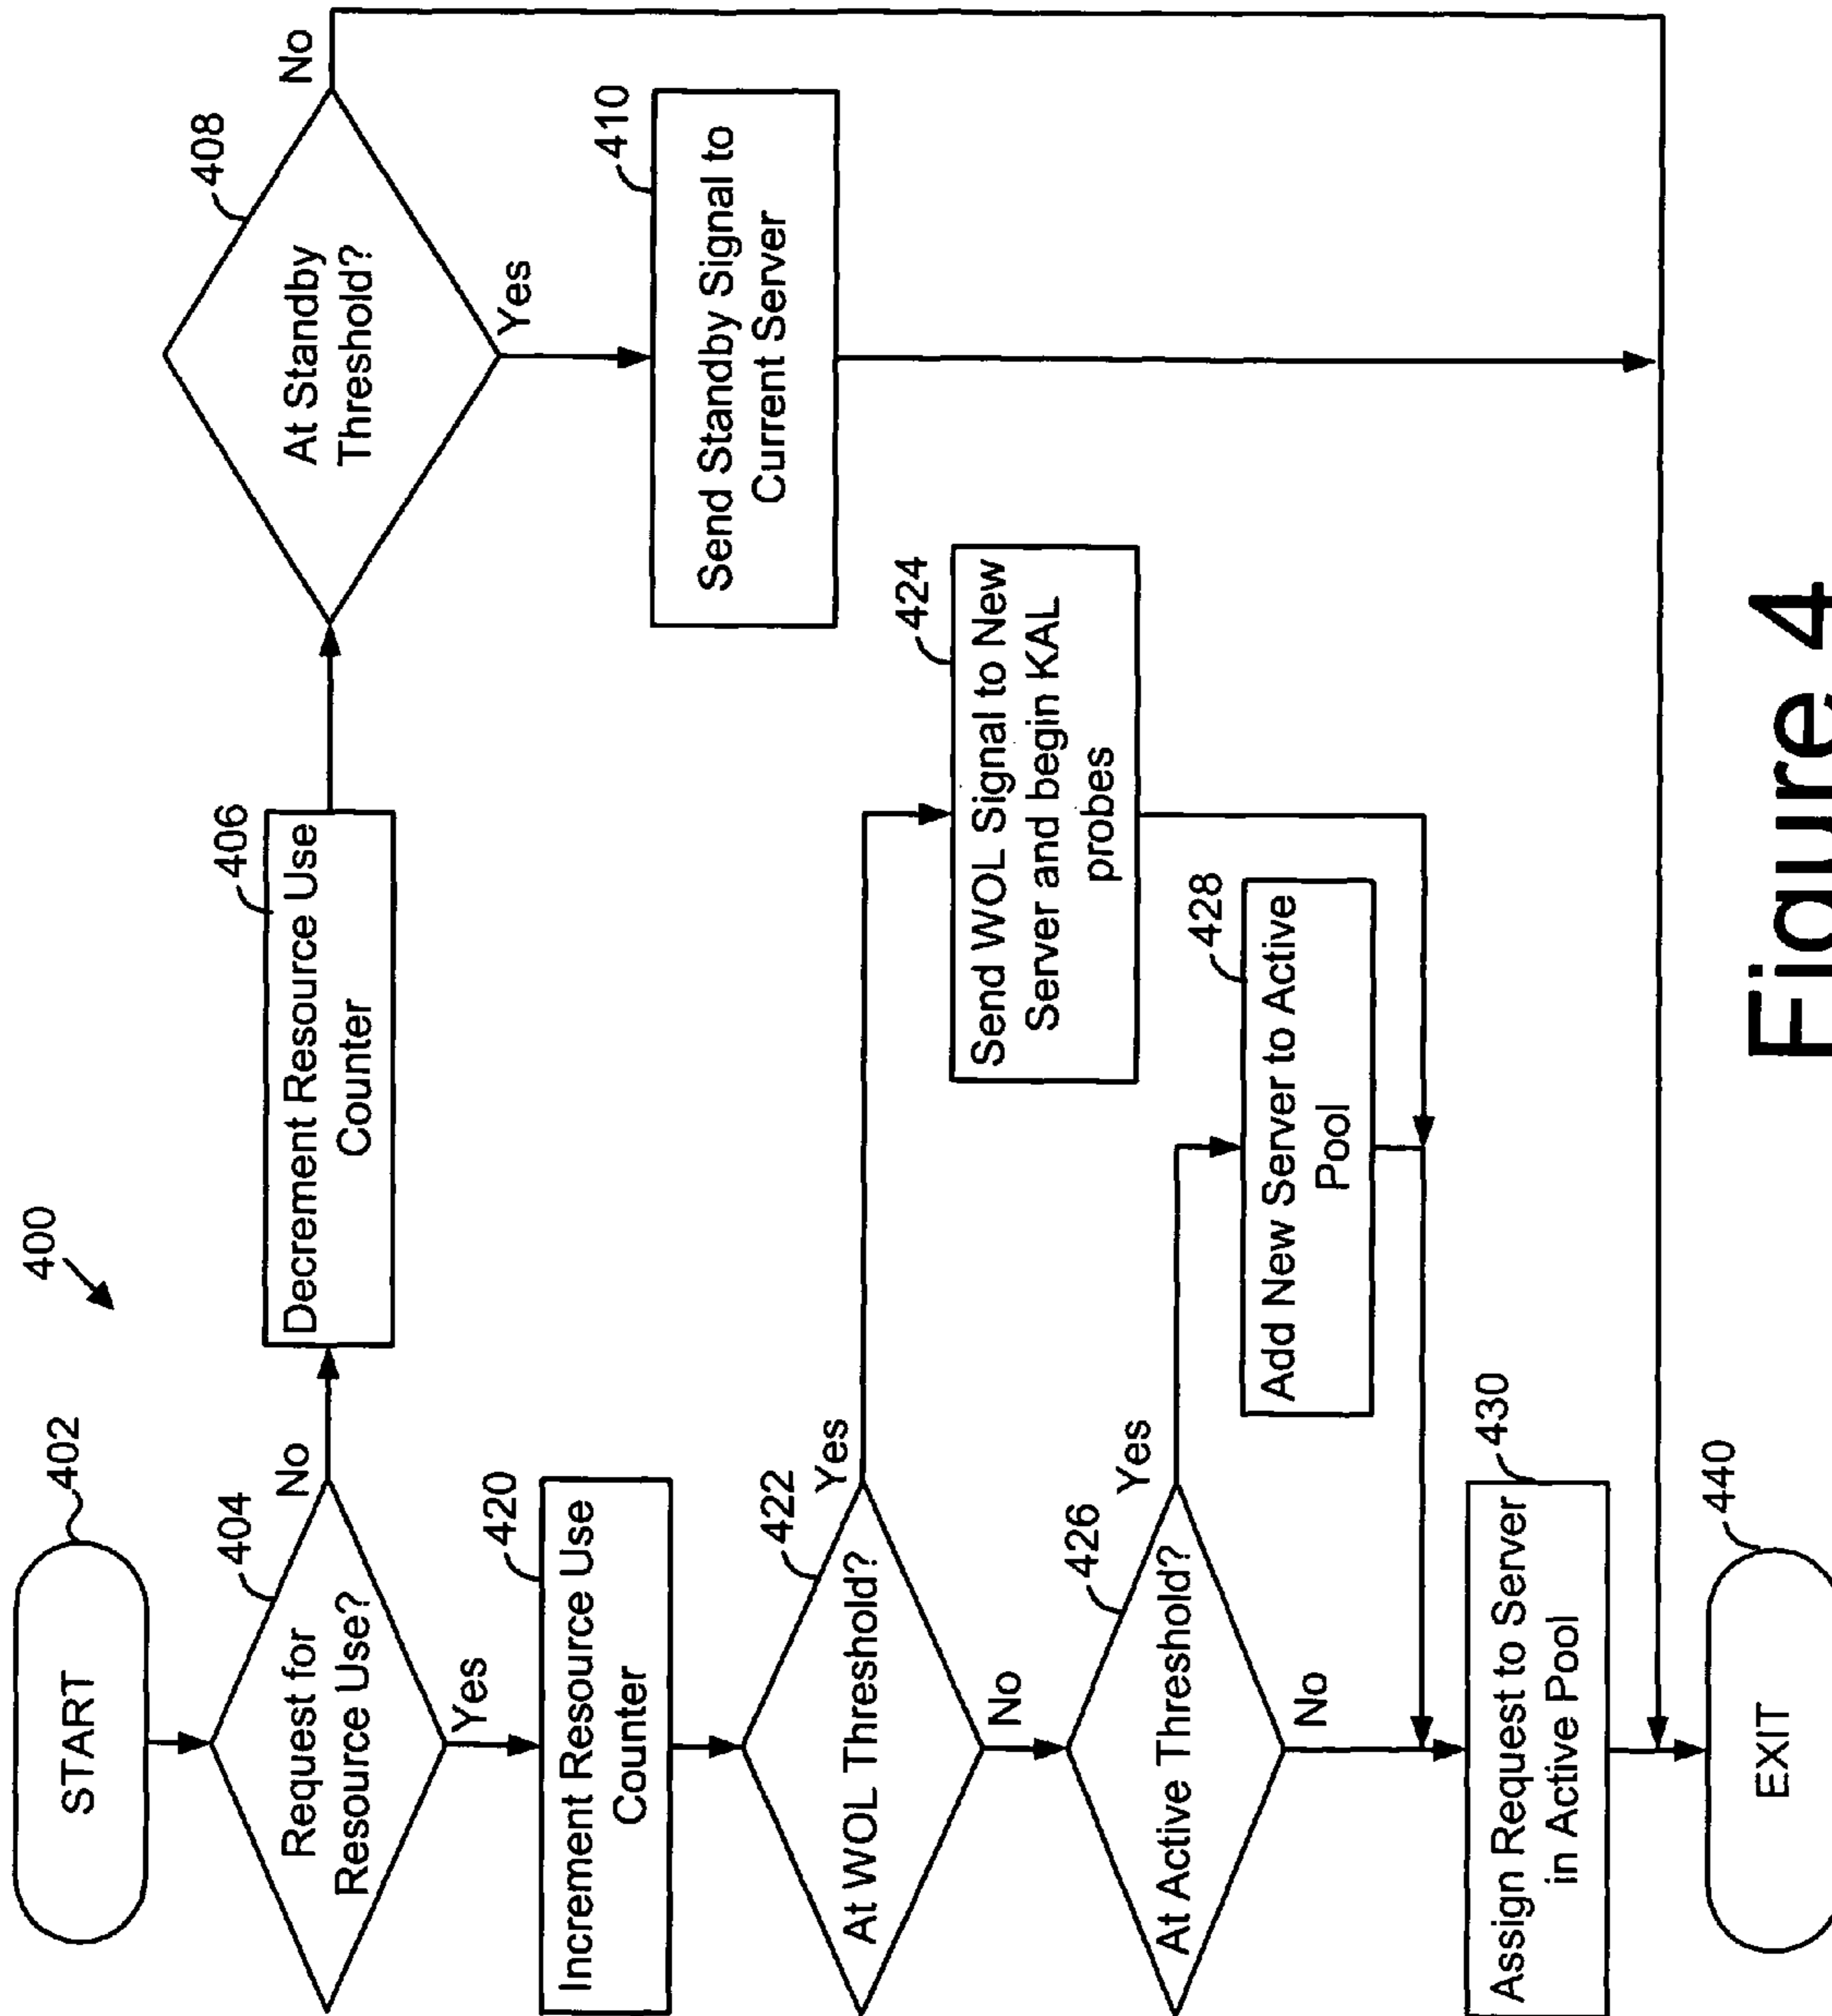 400
START
402
Request for
Resource Use?
404
No
Yes
Decrement Resource Use
Counter
406
At Standby
Threshold?
408
No
Yes
Send Standby Signal to
Current Server
410
Increment Resource Use
Counter
420
At WOL Threshold?
422
Yes
No
Send WOL Signal to New
Server and begin KAL
probes
424
At Active Threshold?
426
Yes
No
Add New Server to Active
Pool
428
Assign Request to Server
in Active Pool
430
EXIT
440
Figure 4